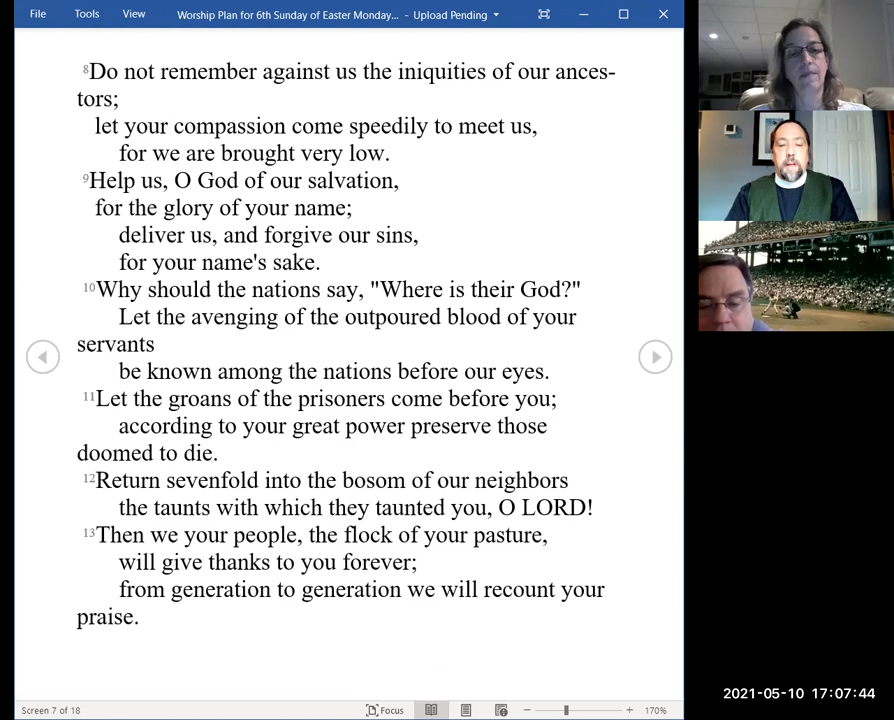 File Tools View Worship Plan for 6th Sunday of Easter Monday... - Upload Pending
8Do not remember against us the iniquities of our ances-
tors;
let your compassion come speedily to meet us,
for we are brought very low.
9Help us, O God of our salvation,
for the glory of your name;
deliver us, and forgive our sins,
for your name's sake.
10Why should the nations say, "Where is their God?"
Let the avenging of the outpoured blood of your
servants
be known among the nations before our eyes.
11Let the groans of the prisoners come before you;
according to your great power preserve those
doomed to die.
12Return sevenfold into the bosom of our neighbors
the taunts with which they taunted you, O LORD!
13Then we your people, the flock of your pasture,
will give thanks to you forever;
from generation to generation we will recount your
praise.
Screen 7 of 18 Focus 170%
2021-05-10 17:07:44